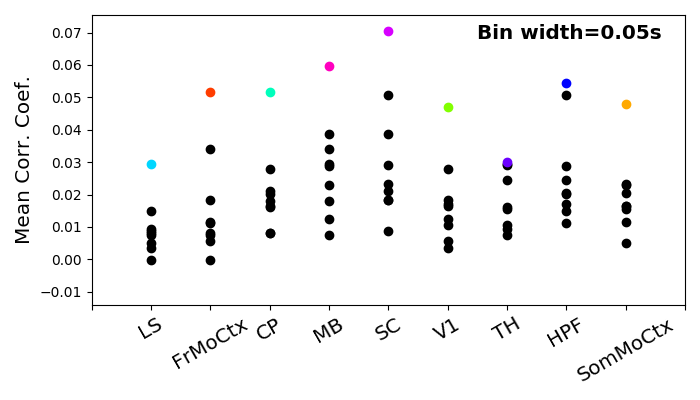 Bin width=0.05s
Mean Corr. Coef.
0.07
0.06
0.05
0.04
0.03
0.02
0.01
0.00
−0.01
LS
FrMoCtx
CP
MB
SC
V1
TH
HPF
SomMoCtx